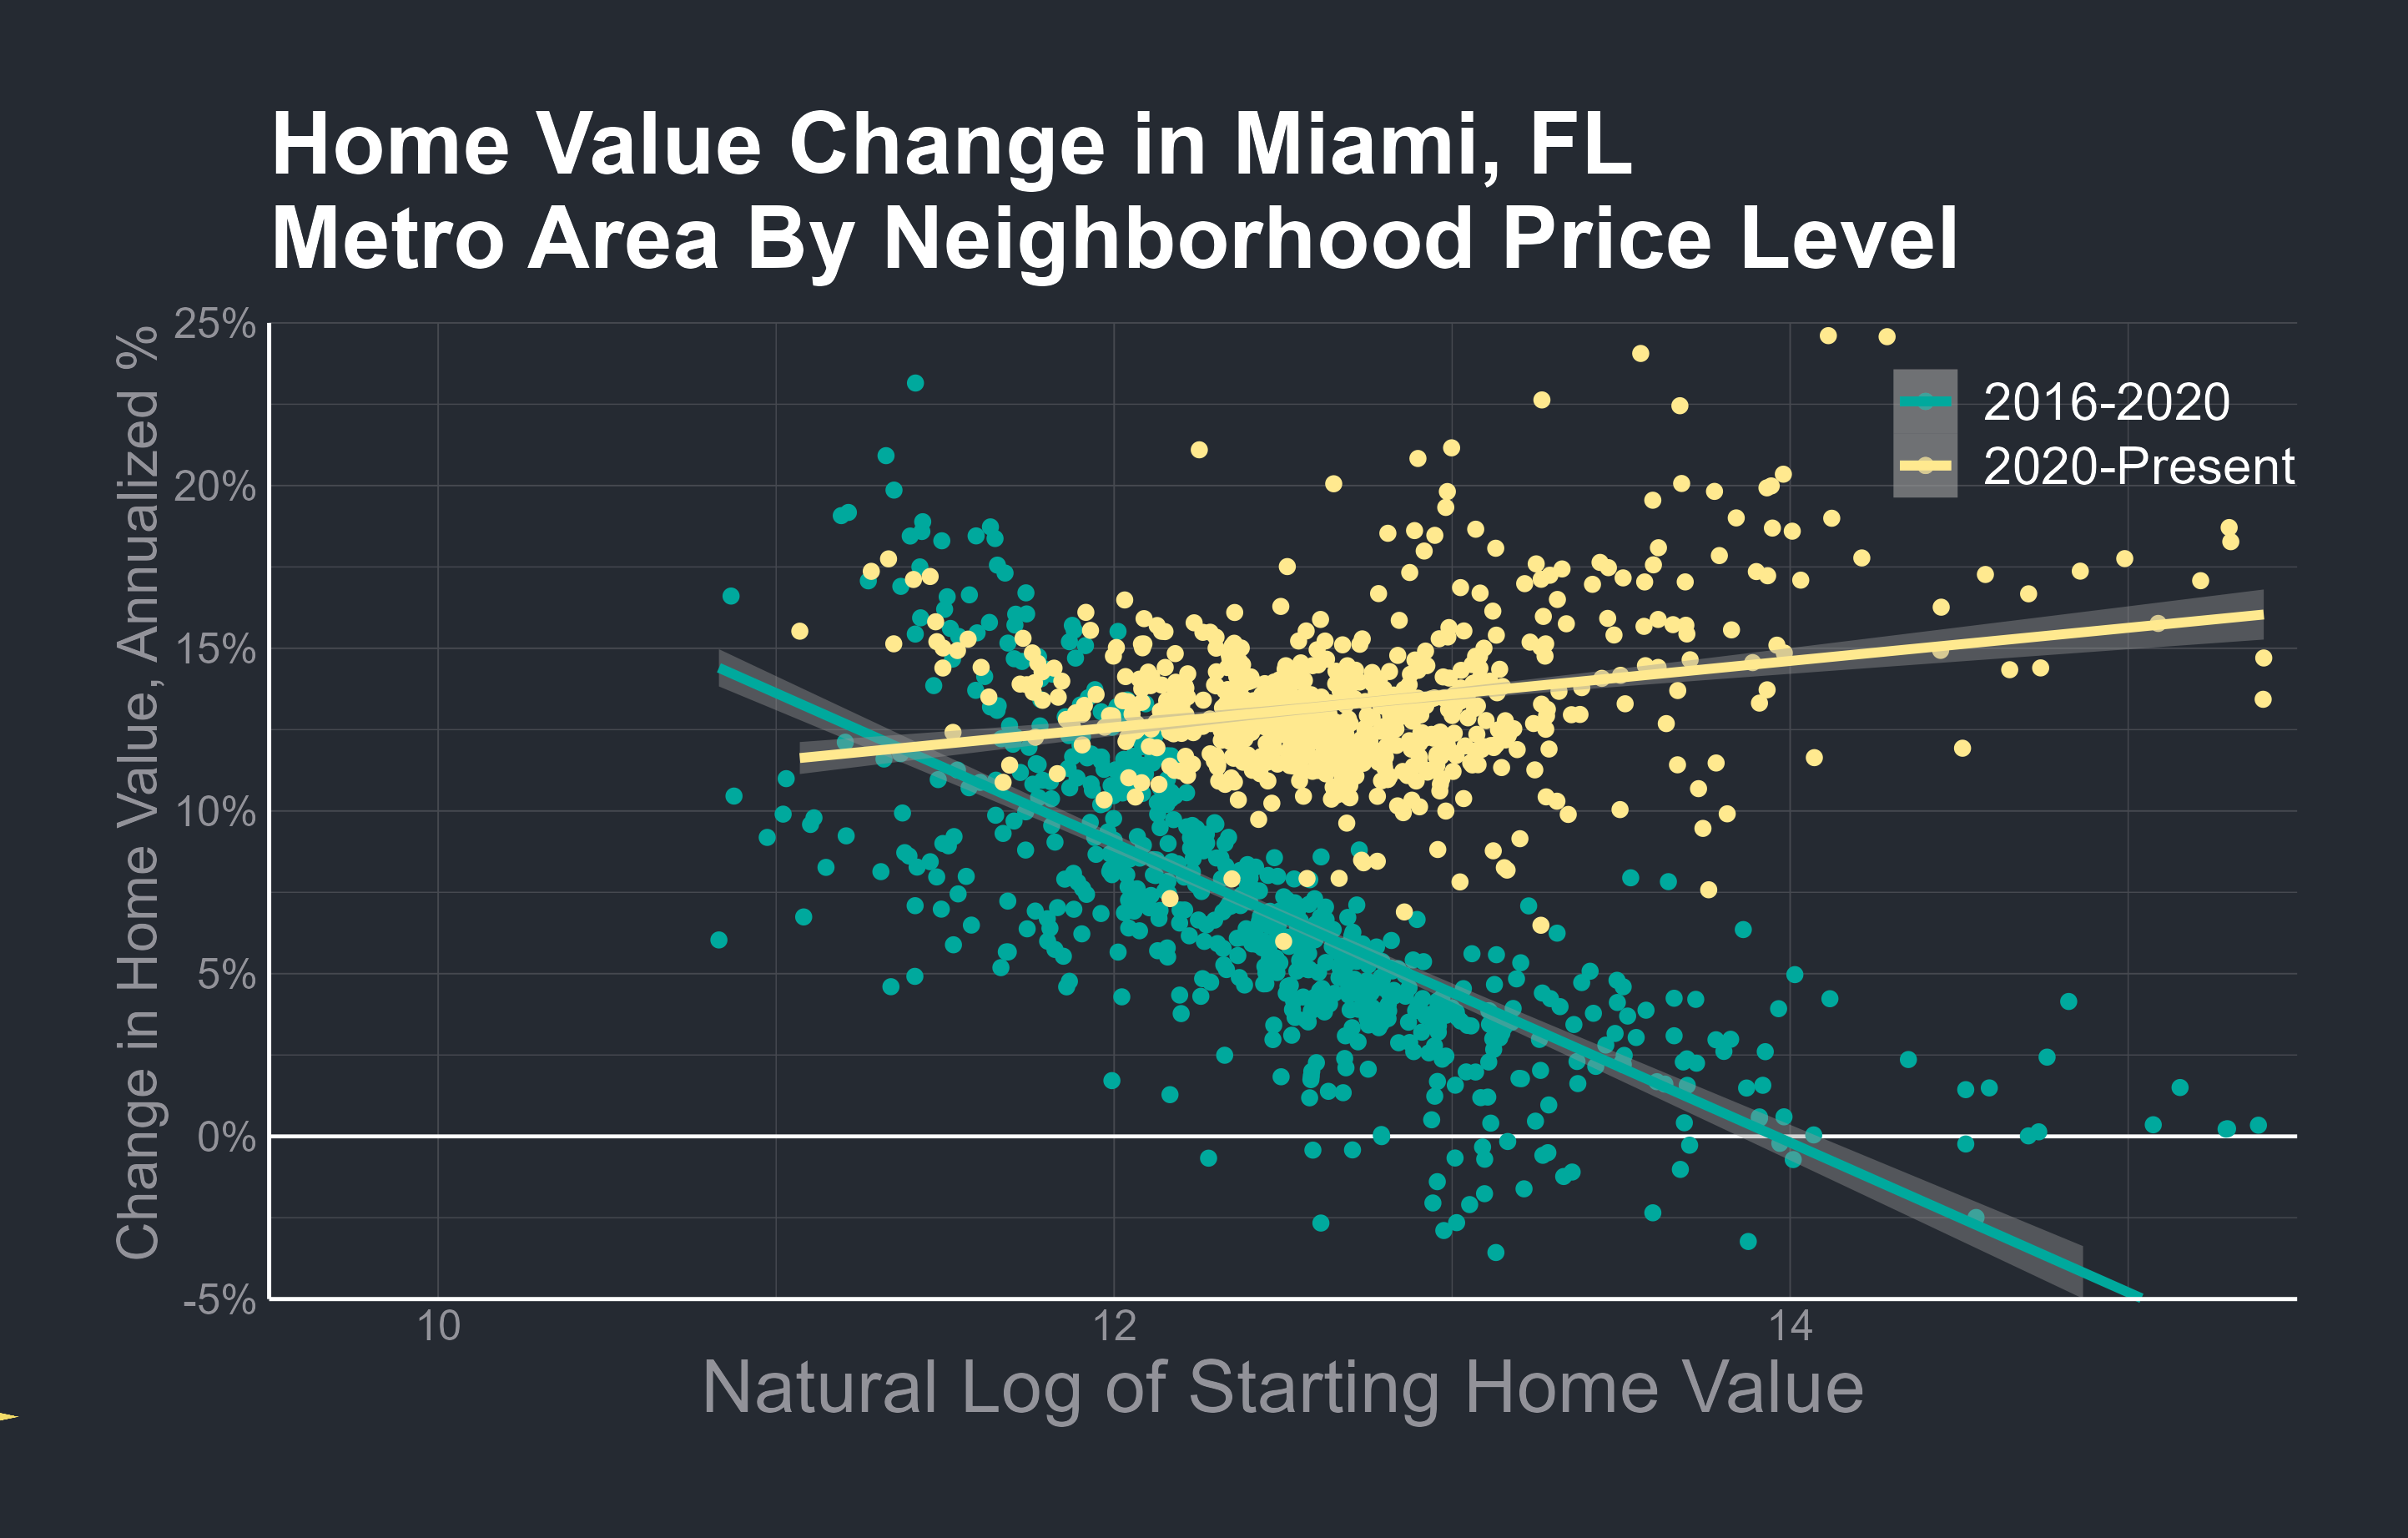 Home Value Change in Miami, FL
Metro Area By Neighborhood Price Level
Change in Home Value, Annualized %
25%
20%
15%
10%
5%
0%
-5%
2016-2020
2020-Present
10
12
14
Natural Log of Starting Home Value